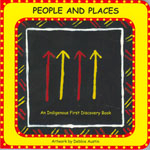 PEOPLE AND PLACES
An Indigenous First Discovery Book
Artwork by Debbie Austin